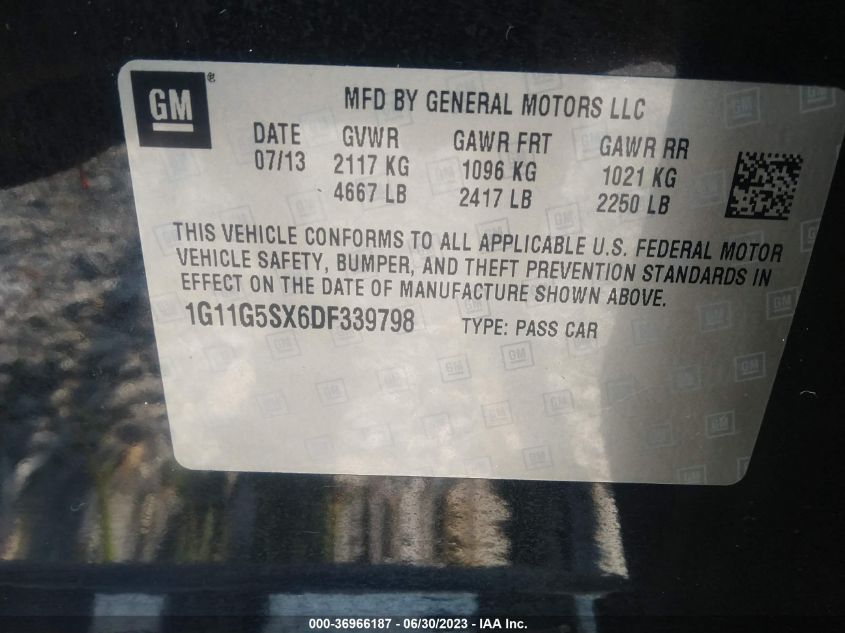 GM ®
MFD BY GENERAL MOTORS LLC
DATE GVWR GAWR FRT GAWR RR
07/13 2117 KG 1096 KG 1021 KG
4667 LB 2417 LB 2250 LB
THIS VEHICLE CONFORMS TO ALL APPLICABLE U.S. FEDERAL MOTOR
VEHICLE SAFETY, BUMPER, AND THEFT PREVENTION STANDARDS IN
EFFECT ON THE DATE OF MANUFACTURE SHOWN ABOVE.
1G11G5SX6DF339798 TYPE: PASS CAR
000-36966187 - 06/30/2023 - IAA Inc.